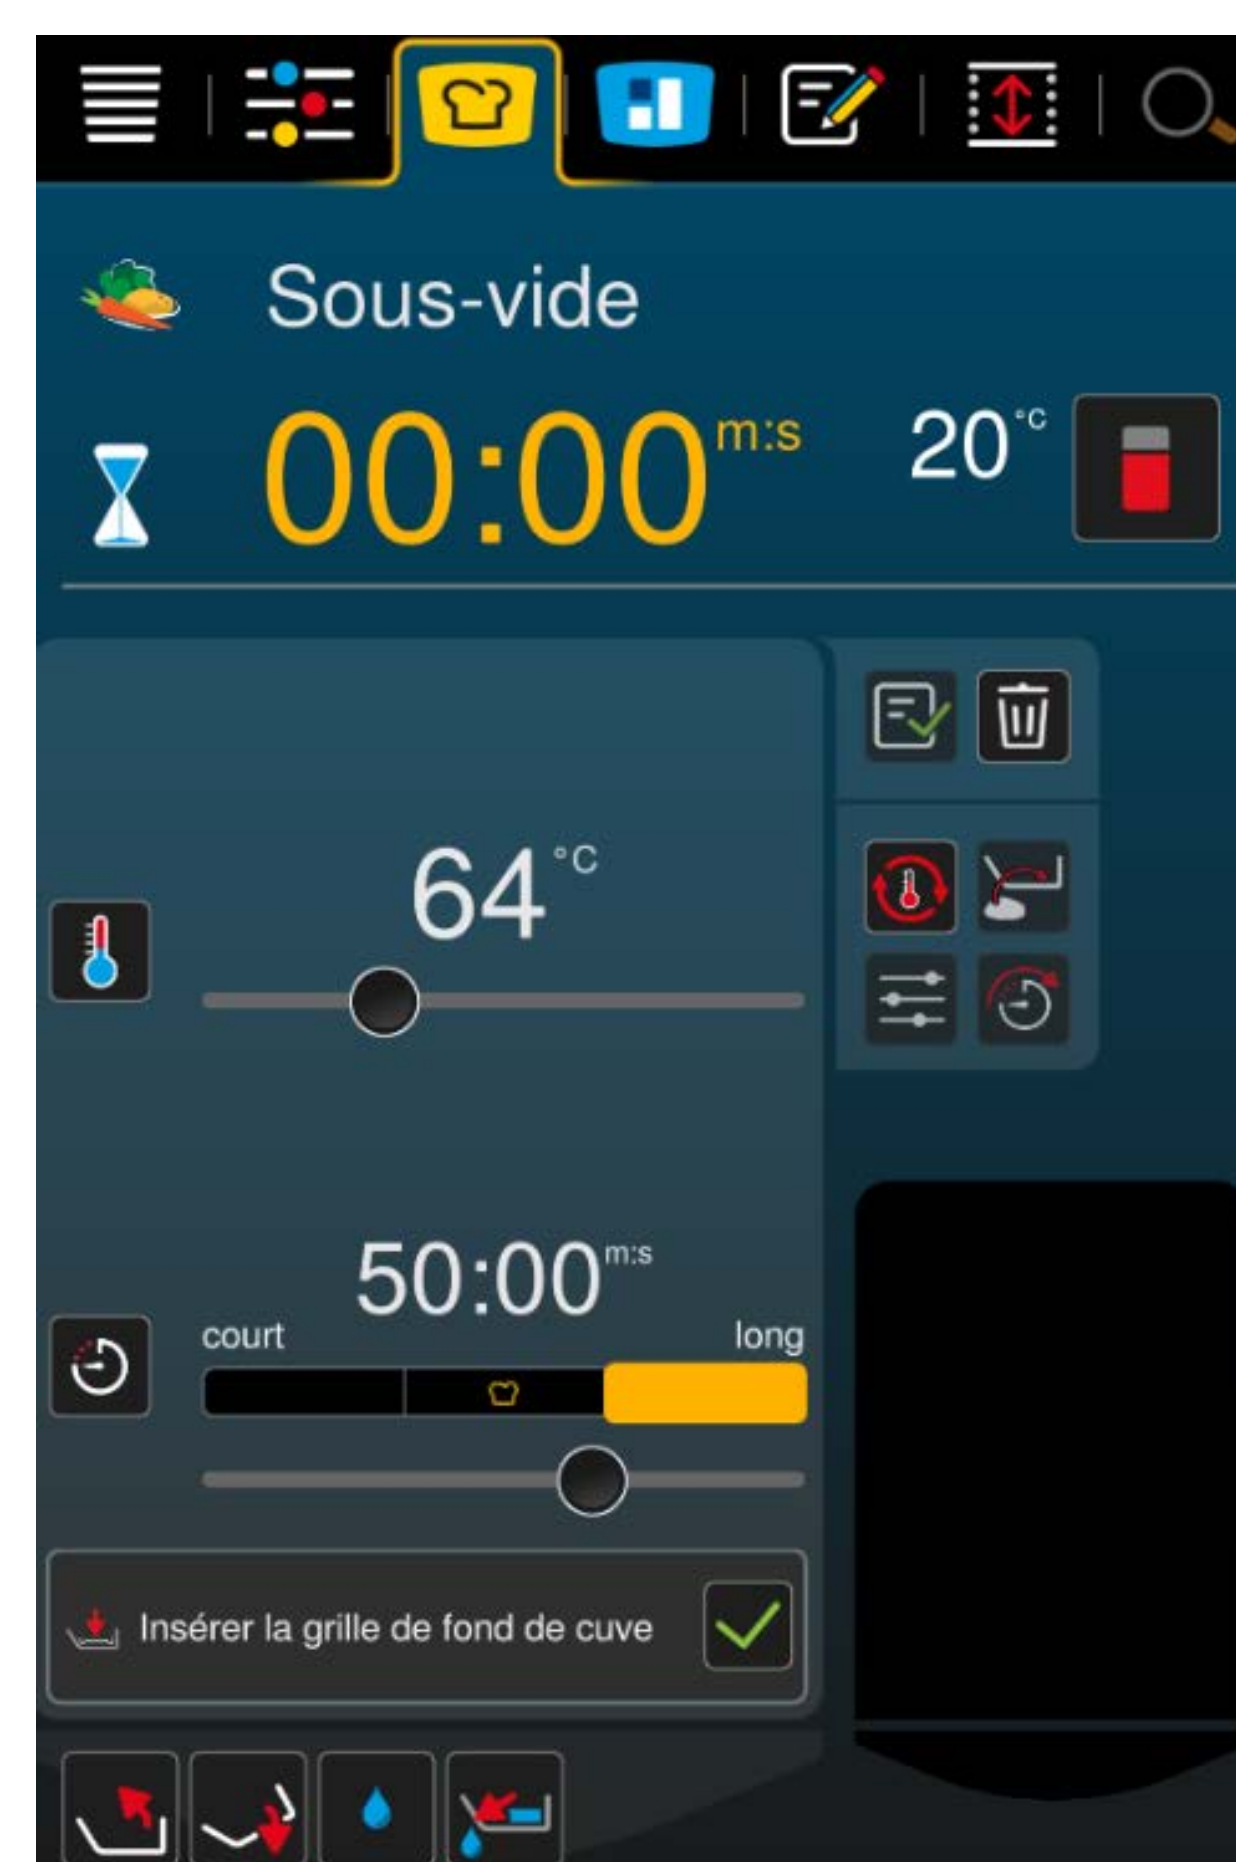 Sous-vide
00:00 m:s 20 °C
64 °C
50:00 m:s
court long
Insérer la grille de fond de cuve